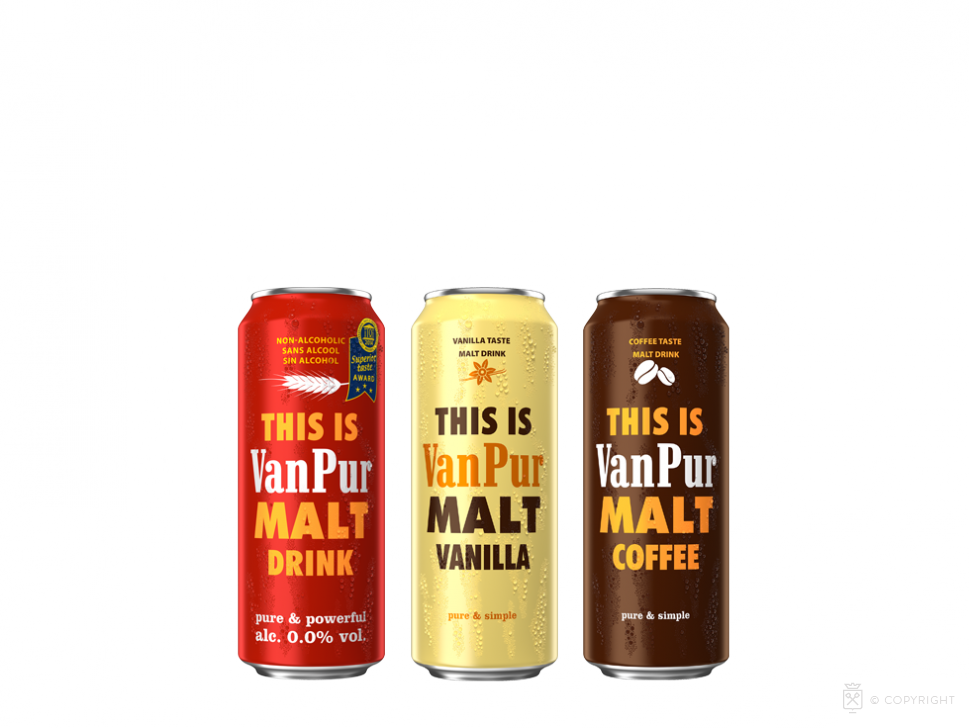 NON-ALCOHOLIC
SANS ALCOOL
SIN ALCOHOL
Superior
taste
AWARD
THIS IS
VanPur
MALT
DRINK
pure & powerful
alc. 0.0% vol.
VANILLA TASTE
MALT DRINK
THIS IS
VanPur
MALT
VANILLA
pure & simple
COFFEE TASTE
MALT DRINK
THIS IS
VanPur
MALT
COFFEE
pure & simple
© COPYRIGHT